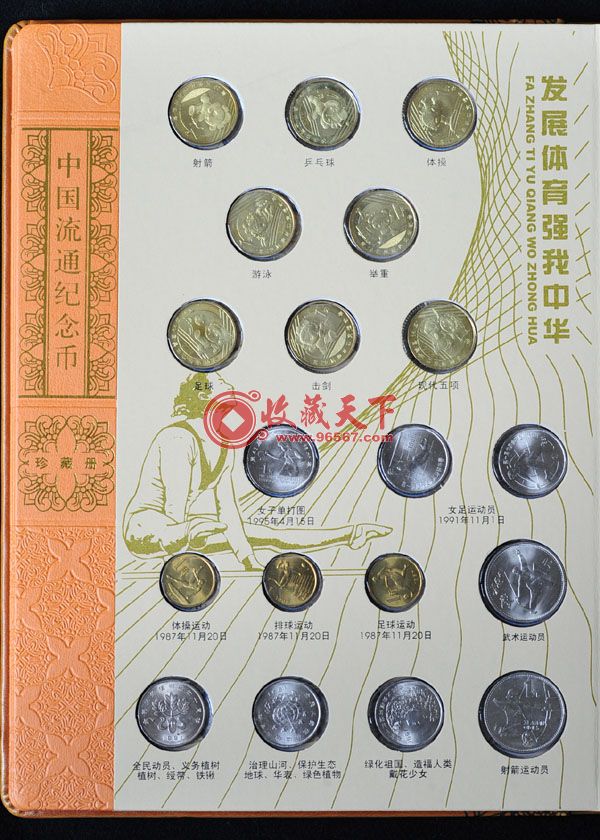 中国流通纪念币
珍藏册
发展体育强我中华
FA ZHANG TI YU QIANG WO ZHONG HUA
射箭
乒乓球
体操
游泳
举重
足球
击剑
现代五项
收藏天下
www.96567.com
女子单打图
1995年4月15日
女足运动员
1991年11月1日
体操运动
1987年11月20日
排球运动
1987年11月20日
足球运动
1987年11月20日
武术运动员
全民动员、义务植树
植树、绶带、铁锹
治理山河、保护生态
地球、华表、绿色植物
绿化祖国、造福人类
戴花少女
射箭运动员